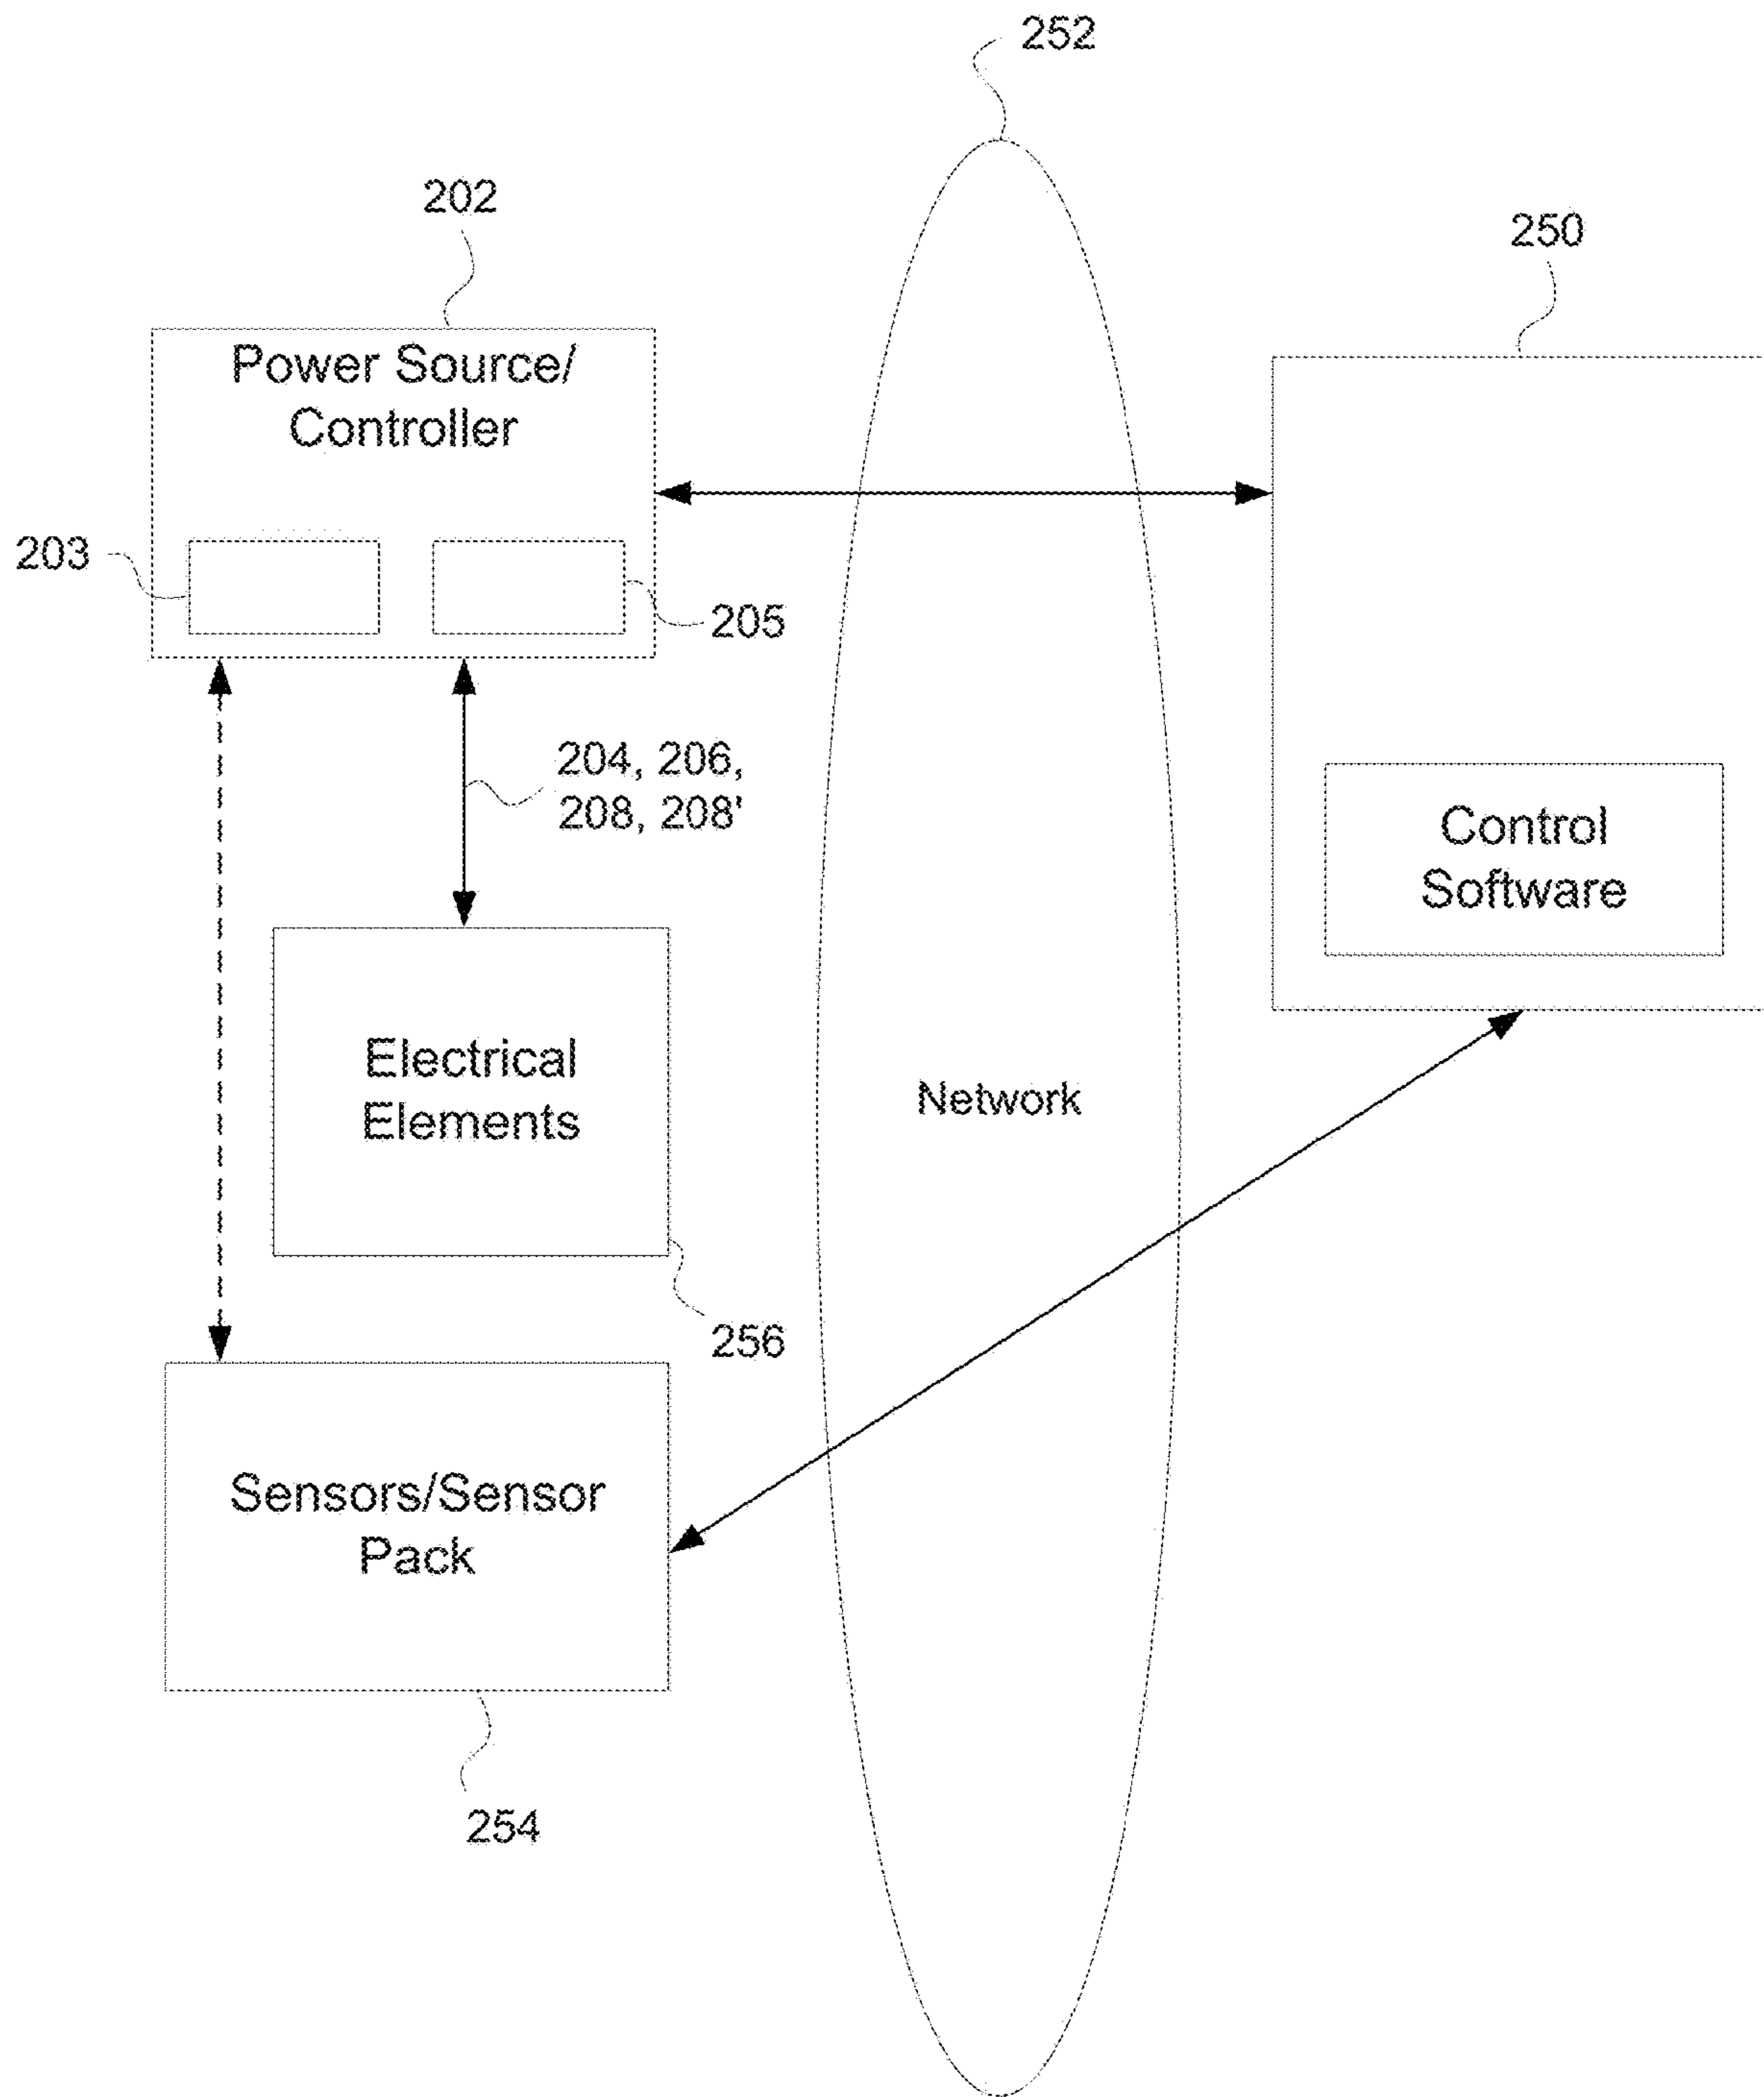 252
202
250
Power Source/
Controller
203
205
204, 206,
208, 208'
Control
Software
Electrical
Elements
Network
256
Sensors/Sensor
Pack
254